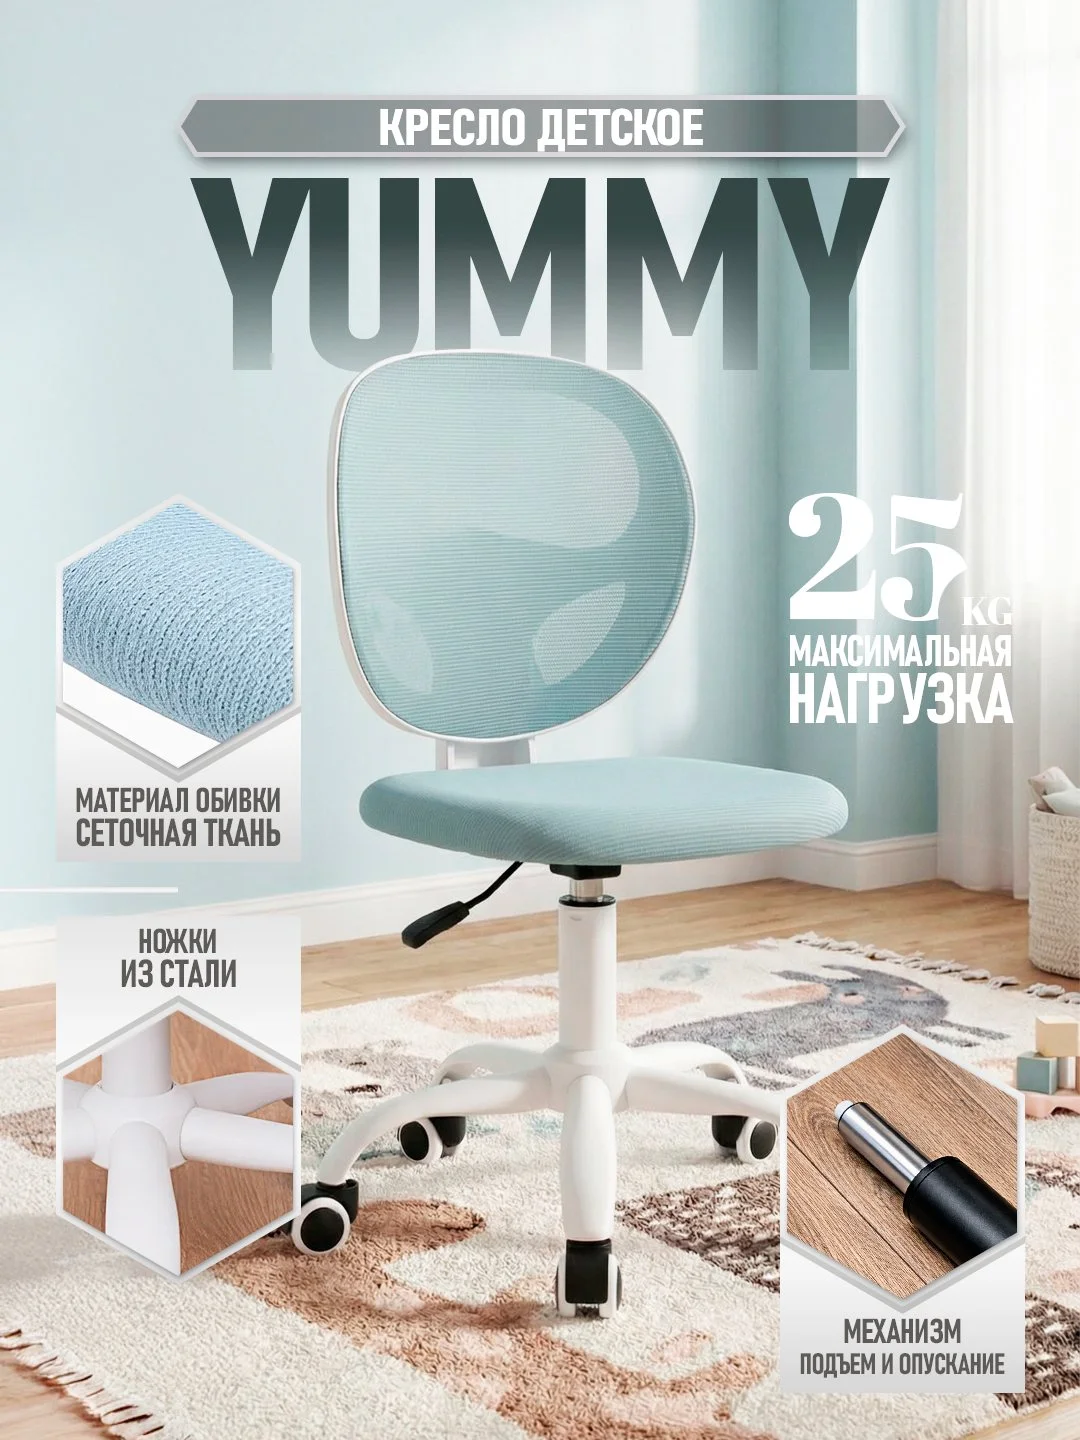 КРЕСЛО ДЕТСКОЕ
YUMMY
25 KG
МАКСИМАЛЬНАЯ
НАГРУЗКА
МАТЕРИАЛ ОБИВКИ
СЕТОЧНАЯ ТКАНЬ
НОЖКИ
ИЗ СТАЛИ
МЕХАНИЗМ
ПОДЪЕМ И ОПУСКАНИЕ